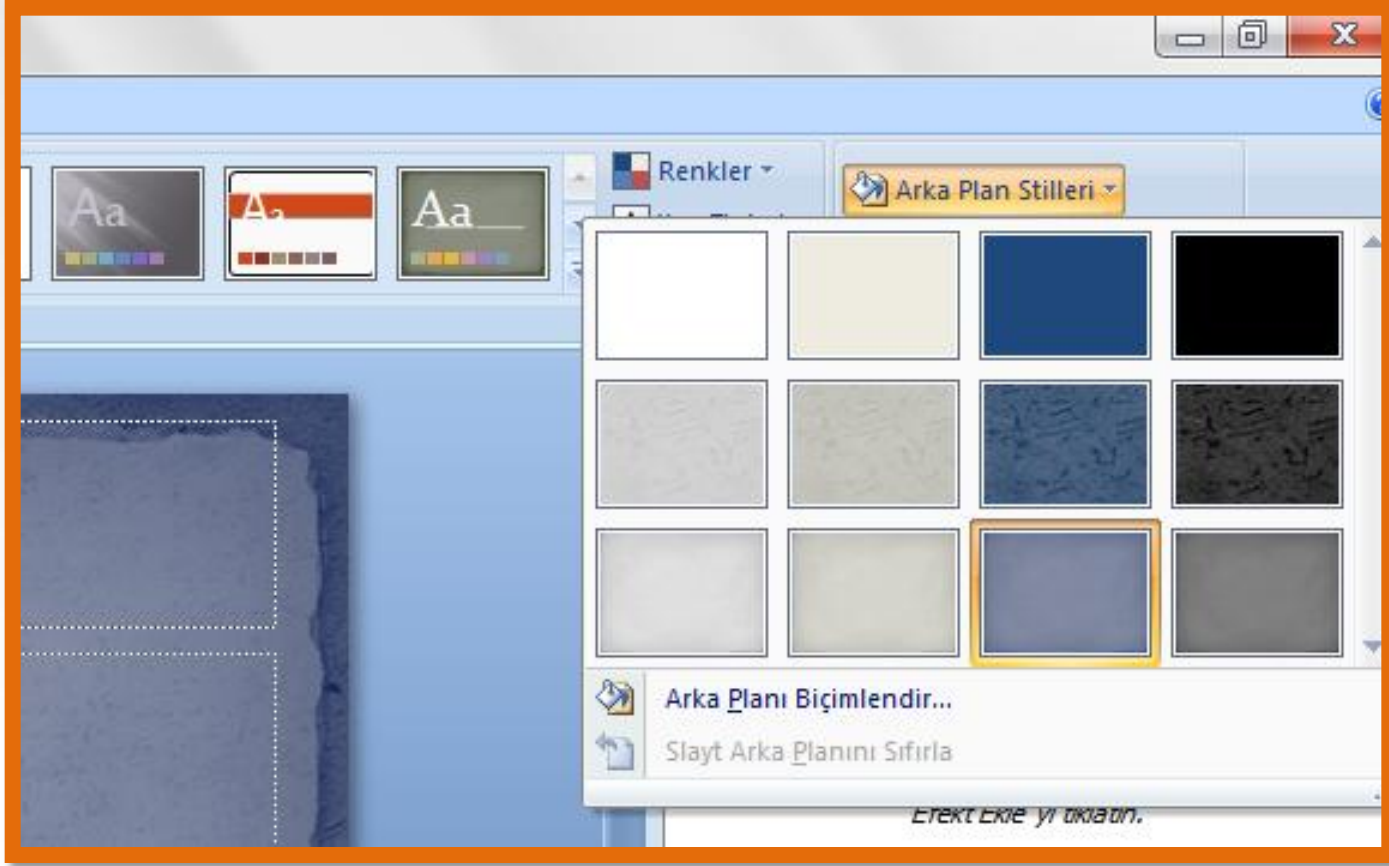 Renkler
Arka Plan Stilleri
Aa
Aa
Aa
Arka Planı Biçimlendir...
Slayt Arka Planını Sıfırla
Efekt Ekle 'yi tıklatın.